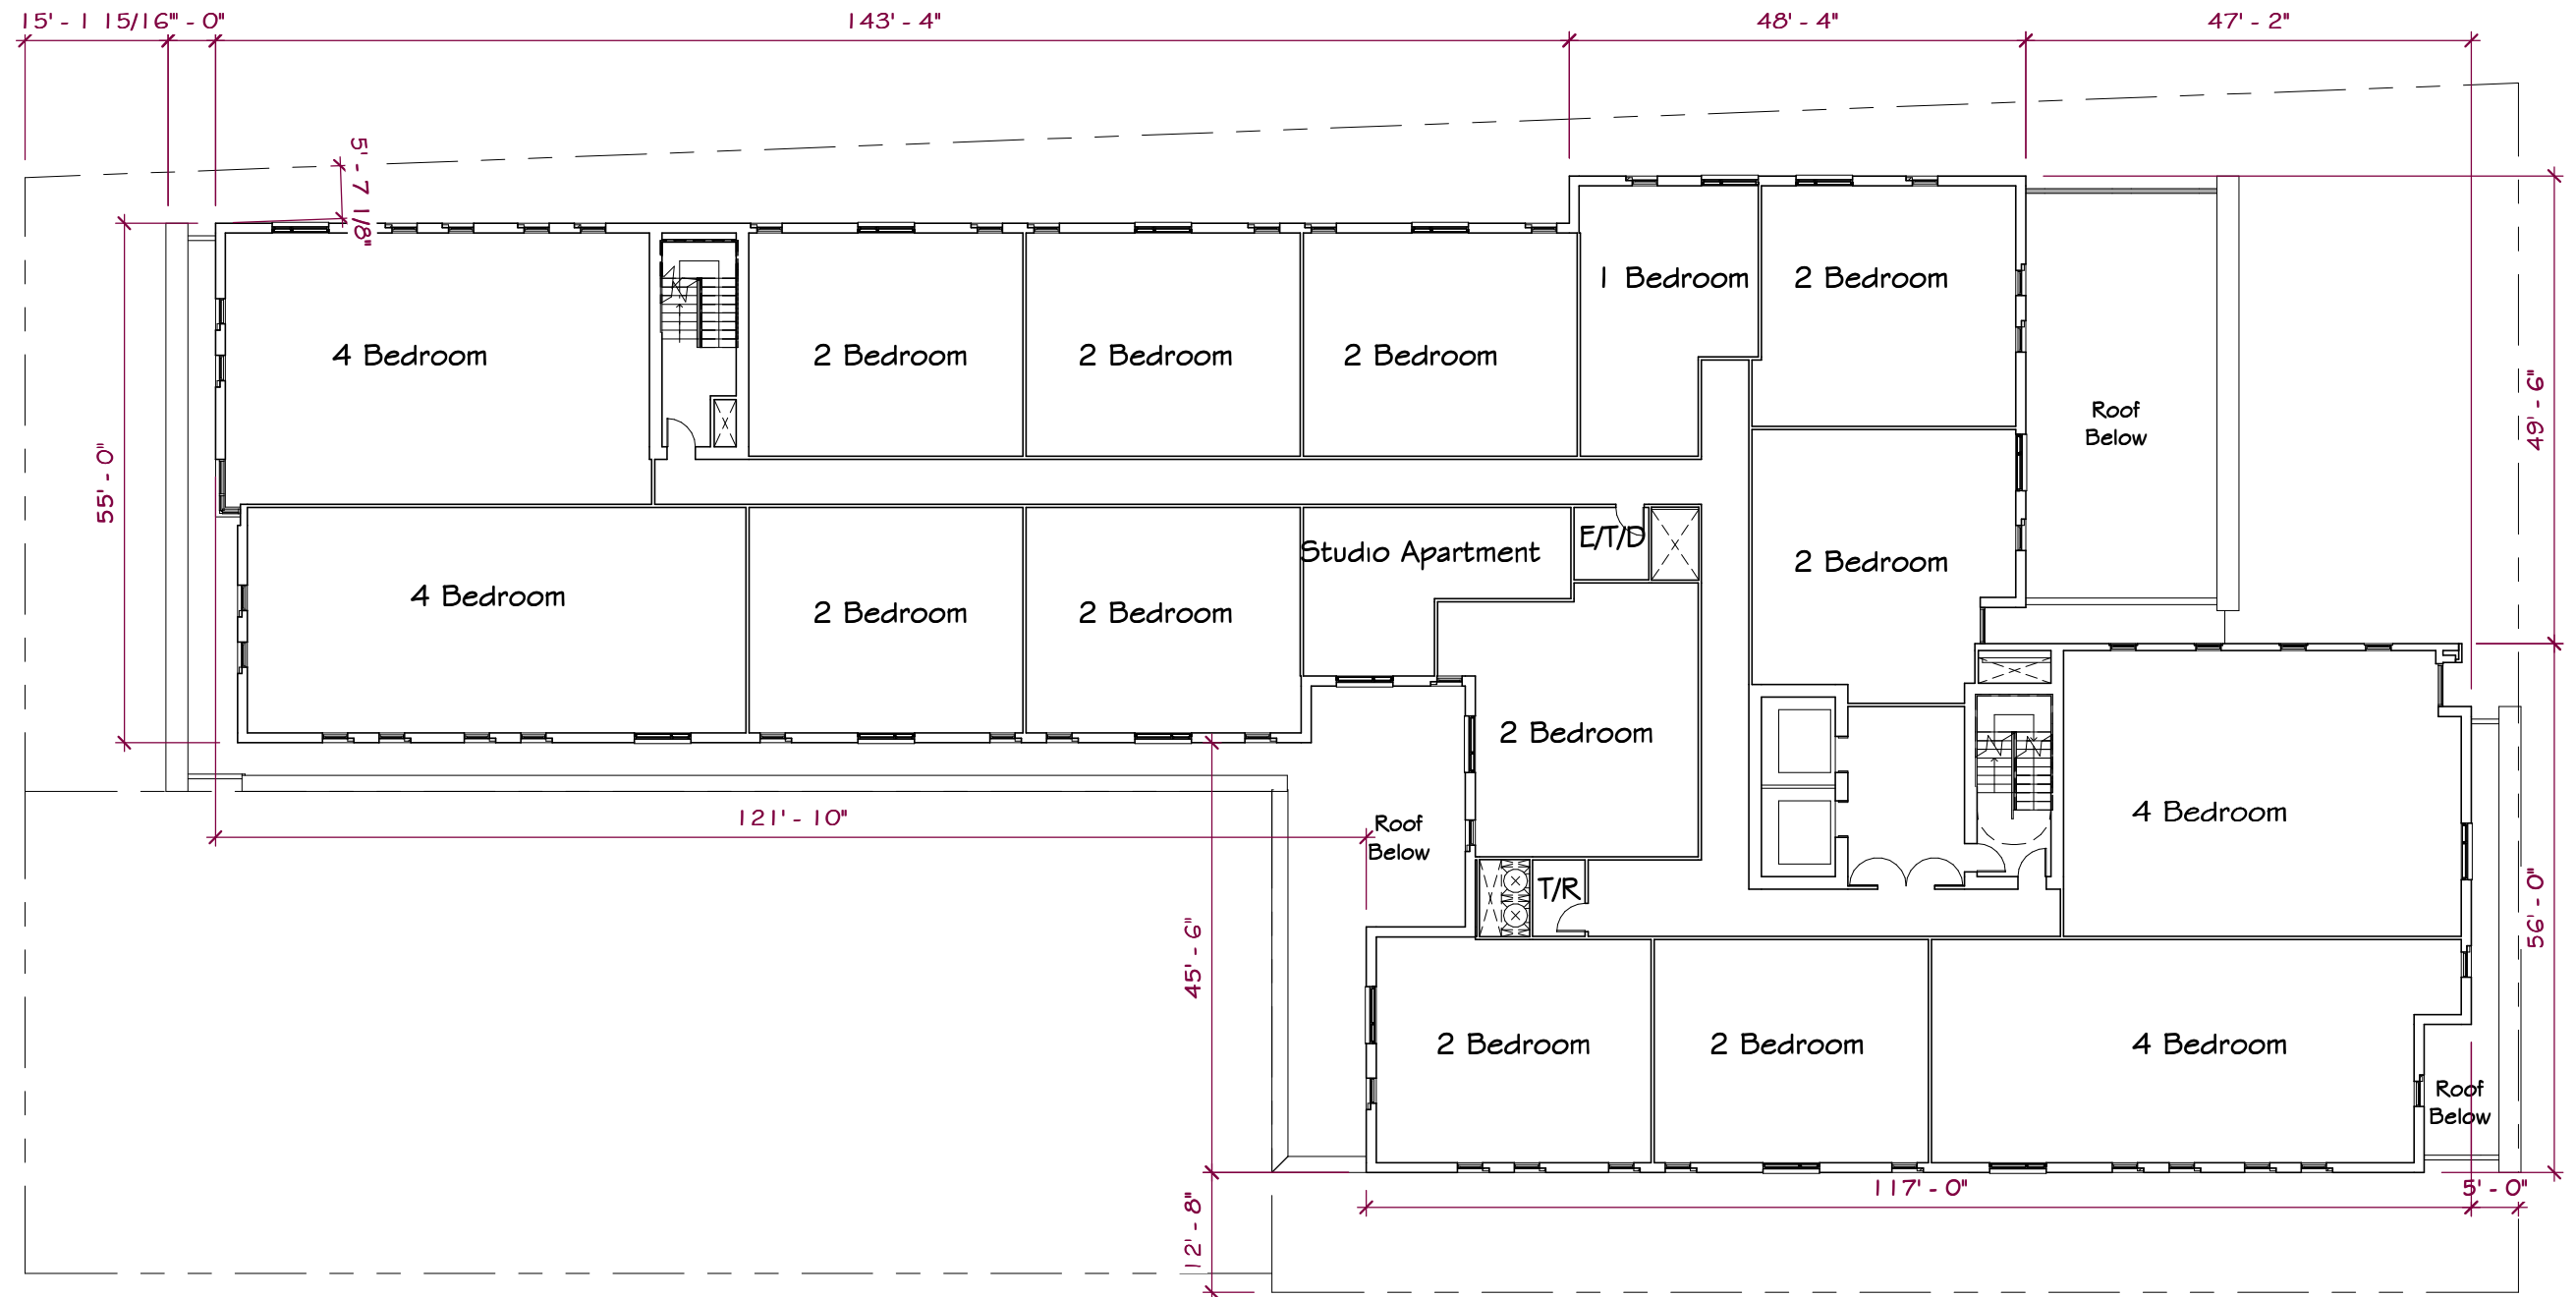 15' - 1 15/16"' - 0"
143' - 4"
48' - 4"
47' - 2"
5' - 7 1/8"
1 Bedroom
2 Bedroom
4 Bedroom
2 Bedroom
2 Bedroom
2 Bedroom
Roof
Below
49' - 6"
55' - 0"
E/T/D
Studio Apartment
2 Bedroom
4 Bedroom
2 Bedroom
2 Bedroom
2 Bedroom
4 Bedroom
121' - 10"
Roof
Below
T/R
56' - 0"
45' - 6"
2 Bedroom
2 Bedroom
4 Bedroom
Roof
Below
117' - 0"
5' - 0"
12' - 8"